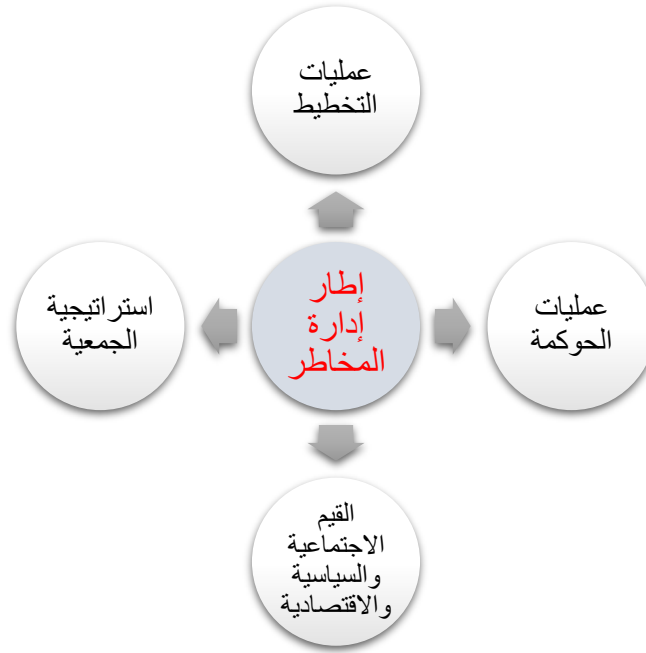 عمليات
التخطيط
إطار
إدارة
المخاطر
عمليات
الحوكمة
استراتيجية
الجمعية
القيم
الاجتماعية
والسياسية
والاقتصادية